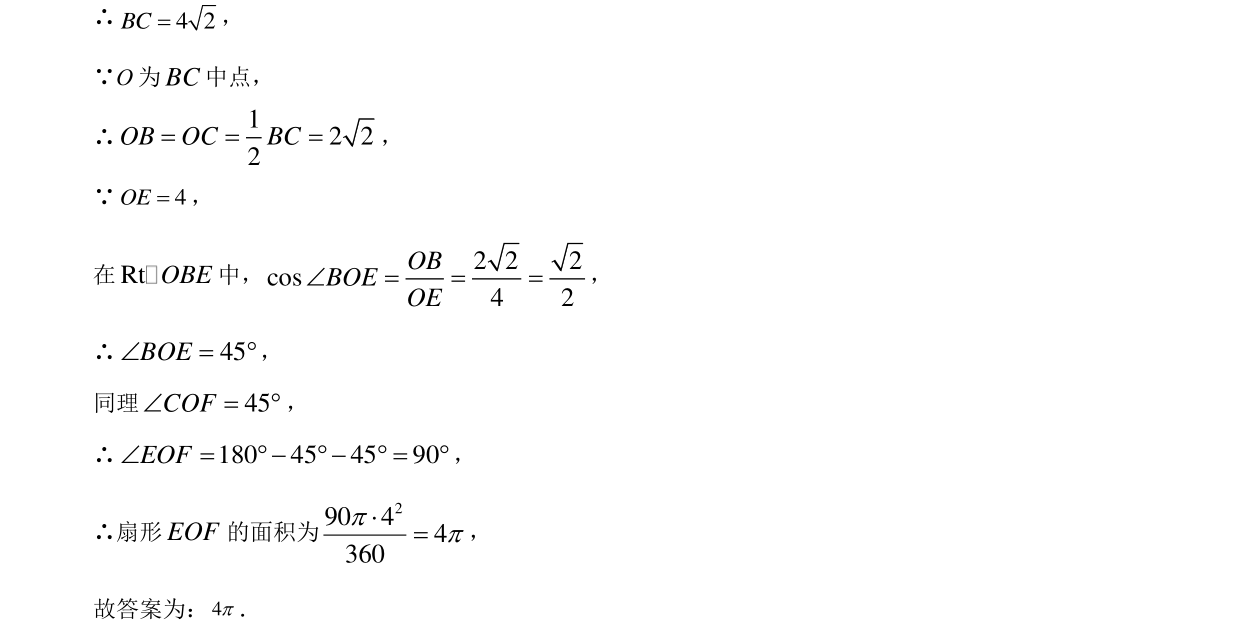 ∴ BC = 4√2，
∵O 为 BC 中点，
∴ OB = OC = 1/2 BC = 2√2，
∵ OE = 4，
在 Rt□OBE 中，cos∠BOE = OB/OE = 2√2/4 = √2/2，
∴ ∠BOE = 45°，
同理∠COF = 45°，
∴ ∠EOF = 180° − 45° − 45° = 90°，
∴扇形 EOF 的面积为 90π·4²/360 = 4π，
故答案为：4π．